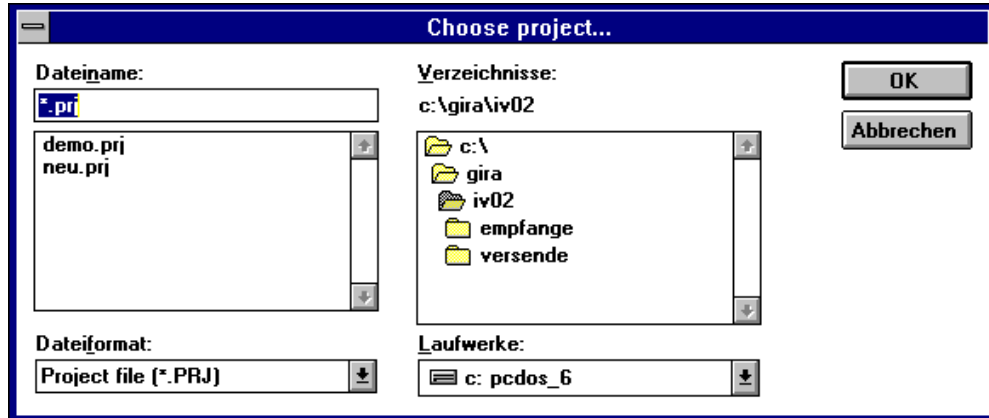 Choose project...
Dateiname:
*.prj
demo.prj
neu.prj
Dateiformat:
Project file (*.PRJ)
Verzeichnisse:
c:\gira\iv02
c:\
gira
iv02
empfange
versende
Laufwerke:
c: pcdos_6
OK
Abbrechen